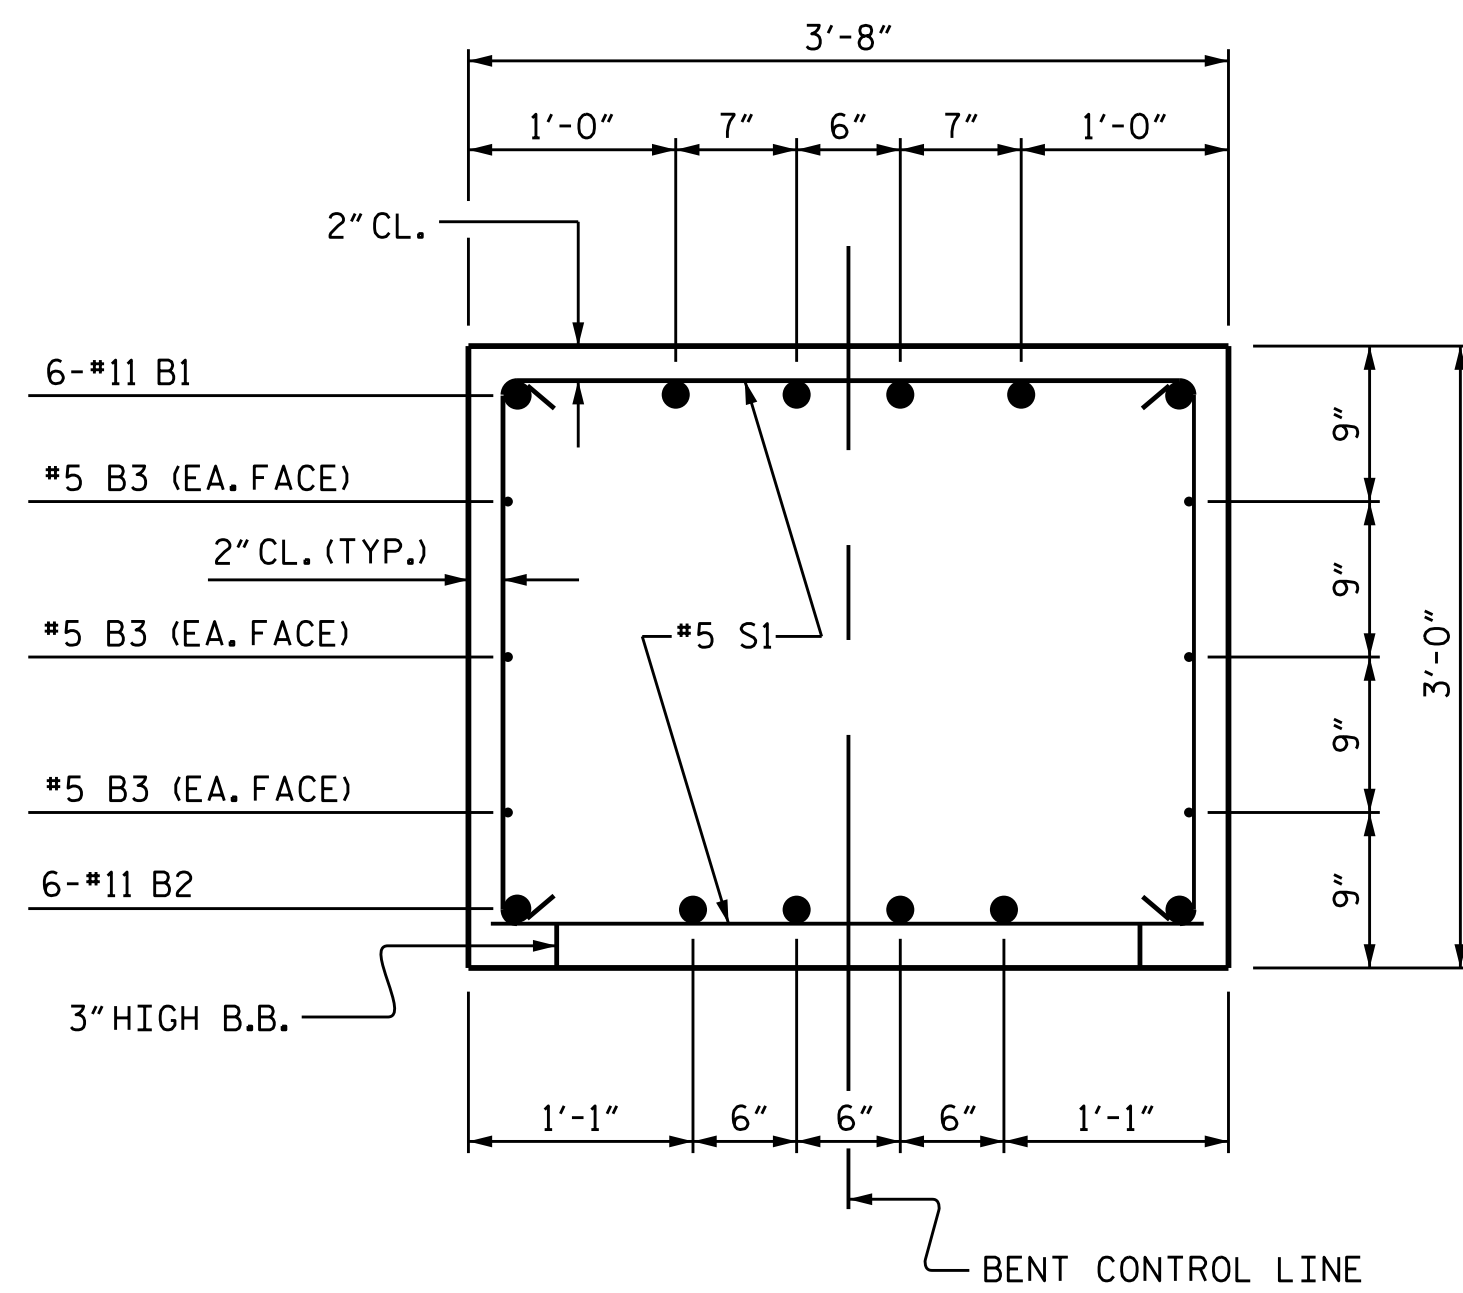 3'-8"
1'-0" 7" 6" 7" 1'-0"
2" CL.
6-#11 B1
9"
#5 B3 (EA. FACE)
2" CL. (TYP.)
9"
#5 B3 (EA. FACE)
#5 S1
3'-0"
9"
#5 B3 (EA. FACE)
6-#11 B2
9"
3" HIGH B.B.
1'-1" 6" 6" 6" 1'-1"
BENT CONTROL LINE